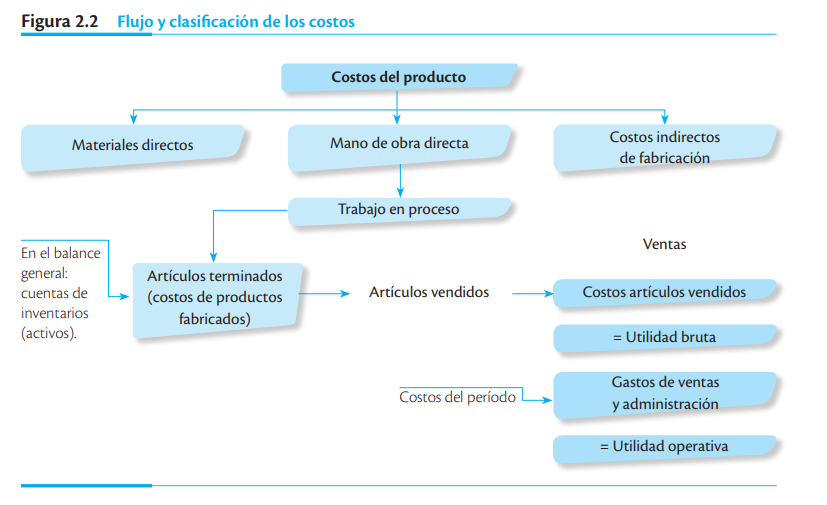 Figura 2.2 Flujo y clasificación de los costos
Costos del producto
Materiales directos
Mano de obra directa
Costos indirectos
de fabricación
Trabajo en proceso
Ventas
En el balance
general:
cuentas de
inventarios
(activos).
Artículos terminados
(costos de productos
fabricados)
Artículos vendidos
Costos artículos vendidos
= Utilidad bruta
Costos del período
Gastos de ventas
y administración
= Utilidad operativa